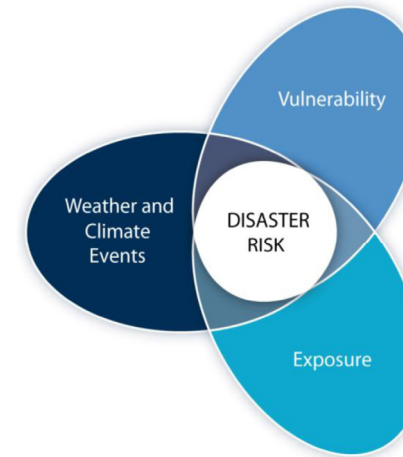 Vulnerability
Weather and
Climate
Events
DISASTER
RISK
Exposure